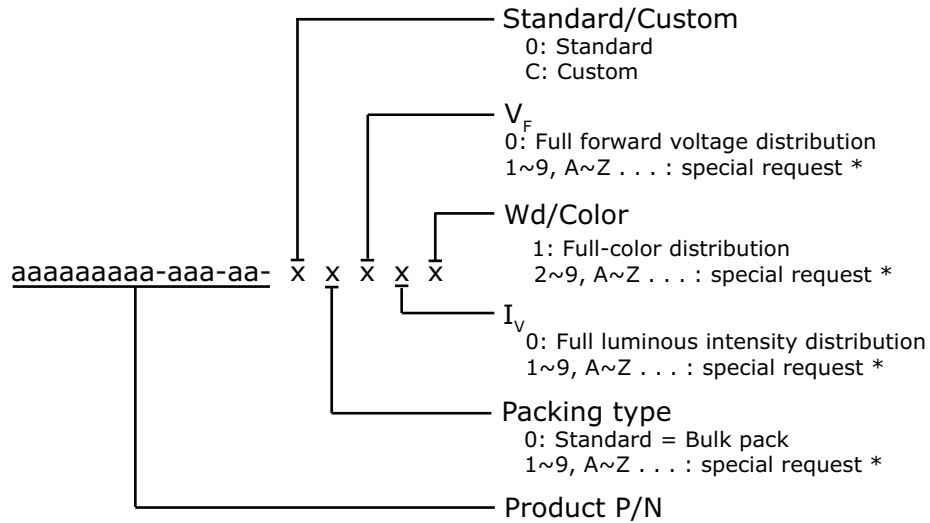 Standard/Custom
0: Standard
C: Custom
VF
0: Full forward voltage distribution
1~9, A~Z . . . : special request *
Wd/Color
1: Full-color distribution
2~9, A~Z . . . : special request *
aaaaaaaaa-aaa-aa- x x x x x
IV
0: Full luminous intensity distribution
1~9, A~Z . . . : special request *
Packing type
0: Standard = Bulk pack
1~9, A~Z . . . : special request *
Product P/N